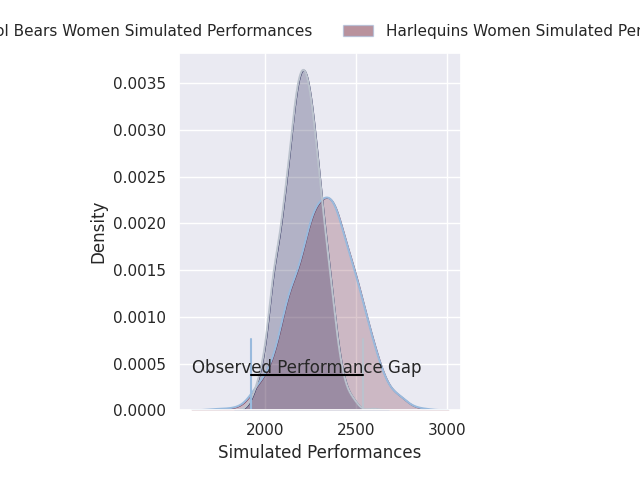 ol Bears Women Simulated Performances
Harlequins Women Simulated Per
0.0035
0.0030
0.0025
0.0020
0.0015
0.0010
0.0005
0.0000
Density
Observed Performance Gap
2000
2500
3000
Simulated Performances